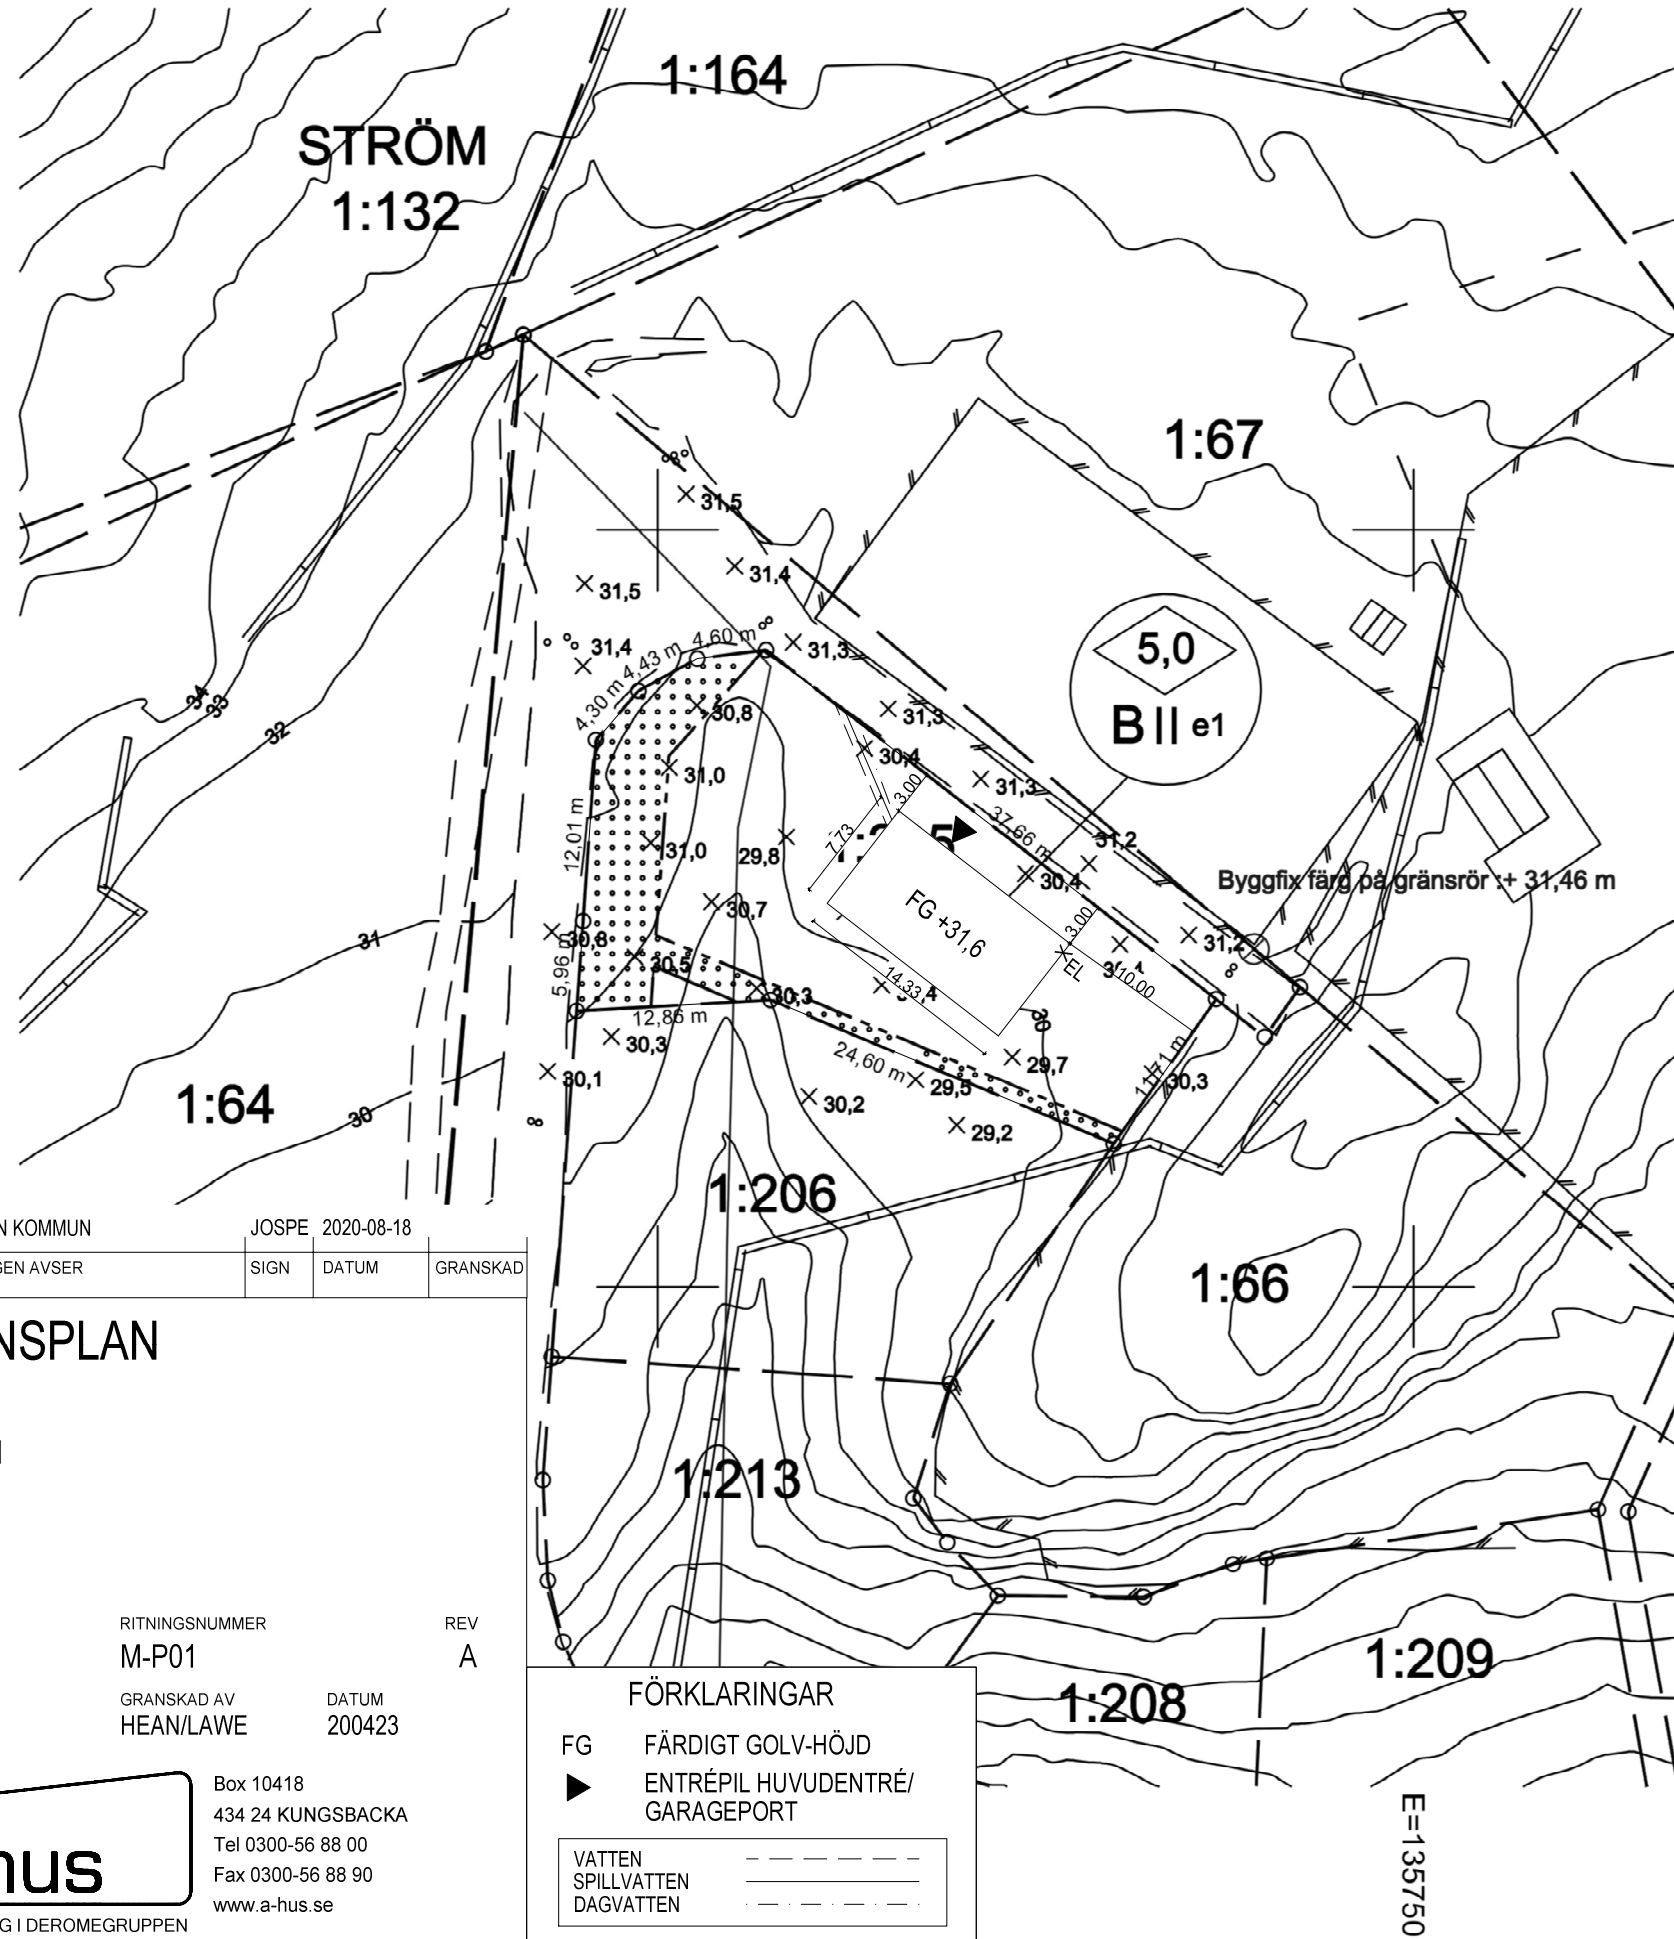 1:164
STRÖM
1:132
1:67
31,5
31,4
31,5
31,4
4,60 m
31,3
4,43 m
4,30 m
5,0
B II e1
30,8
31,3
30,4
31,0
31,3
3.00
34
33
32
37,66 m
7.73
5
31,2
12,01 m
31,0
29,8
30,4
Byggfix färg på gränsrör :+ 31,46 m
30,7
FG +31,6
3.00
31
30,8
31,2
30,5
EL
10.00
5,96 m
30,3
14.33
12,86 m
30
30,3
24,60 m
29,7
11,71 m
30,1
29,5
30,3
1:64
30
30,2
29,2
1:206
N KOMMUN JOSPE 2020-08-18
GEN AVSER SIGN DATUM GRANSKAD
1:66
NSPLAN
1:213
RITNINGSNUMMER REV
M-P01 A
1:209
GRANSKAD AV DATUM
HEAN/LAWE 200423
1:208
FÖRKLARINGAR
FG FÄRDIGT GOLV-HÖJD
ENTRÉPIL HUVUDENTRÉ/
GARAGEPORT
VATTEN
SPILLVATTEN
DAGVATTEN
Box 10418
434 24 KUNGSBACKA
Tel 0300-56 88 00
Fax 0300-56 88 90
www.a-hus.se
hus
G I DEROMEGRUPPEN
E=135750